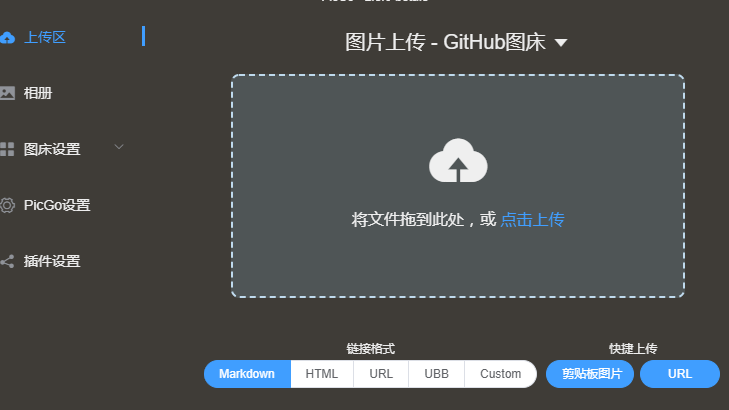 上传区
相册
图床设置
PicGo设置
插件设置
图片上传 - GitHub图床
将文件拖到此处，或 点击上传
链接格式
快捷上传
Markdown HTML URL UBB Custom
剪贴板图片 URL